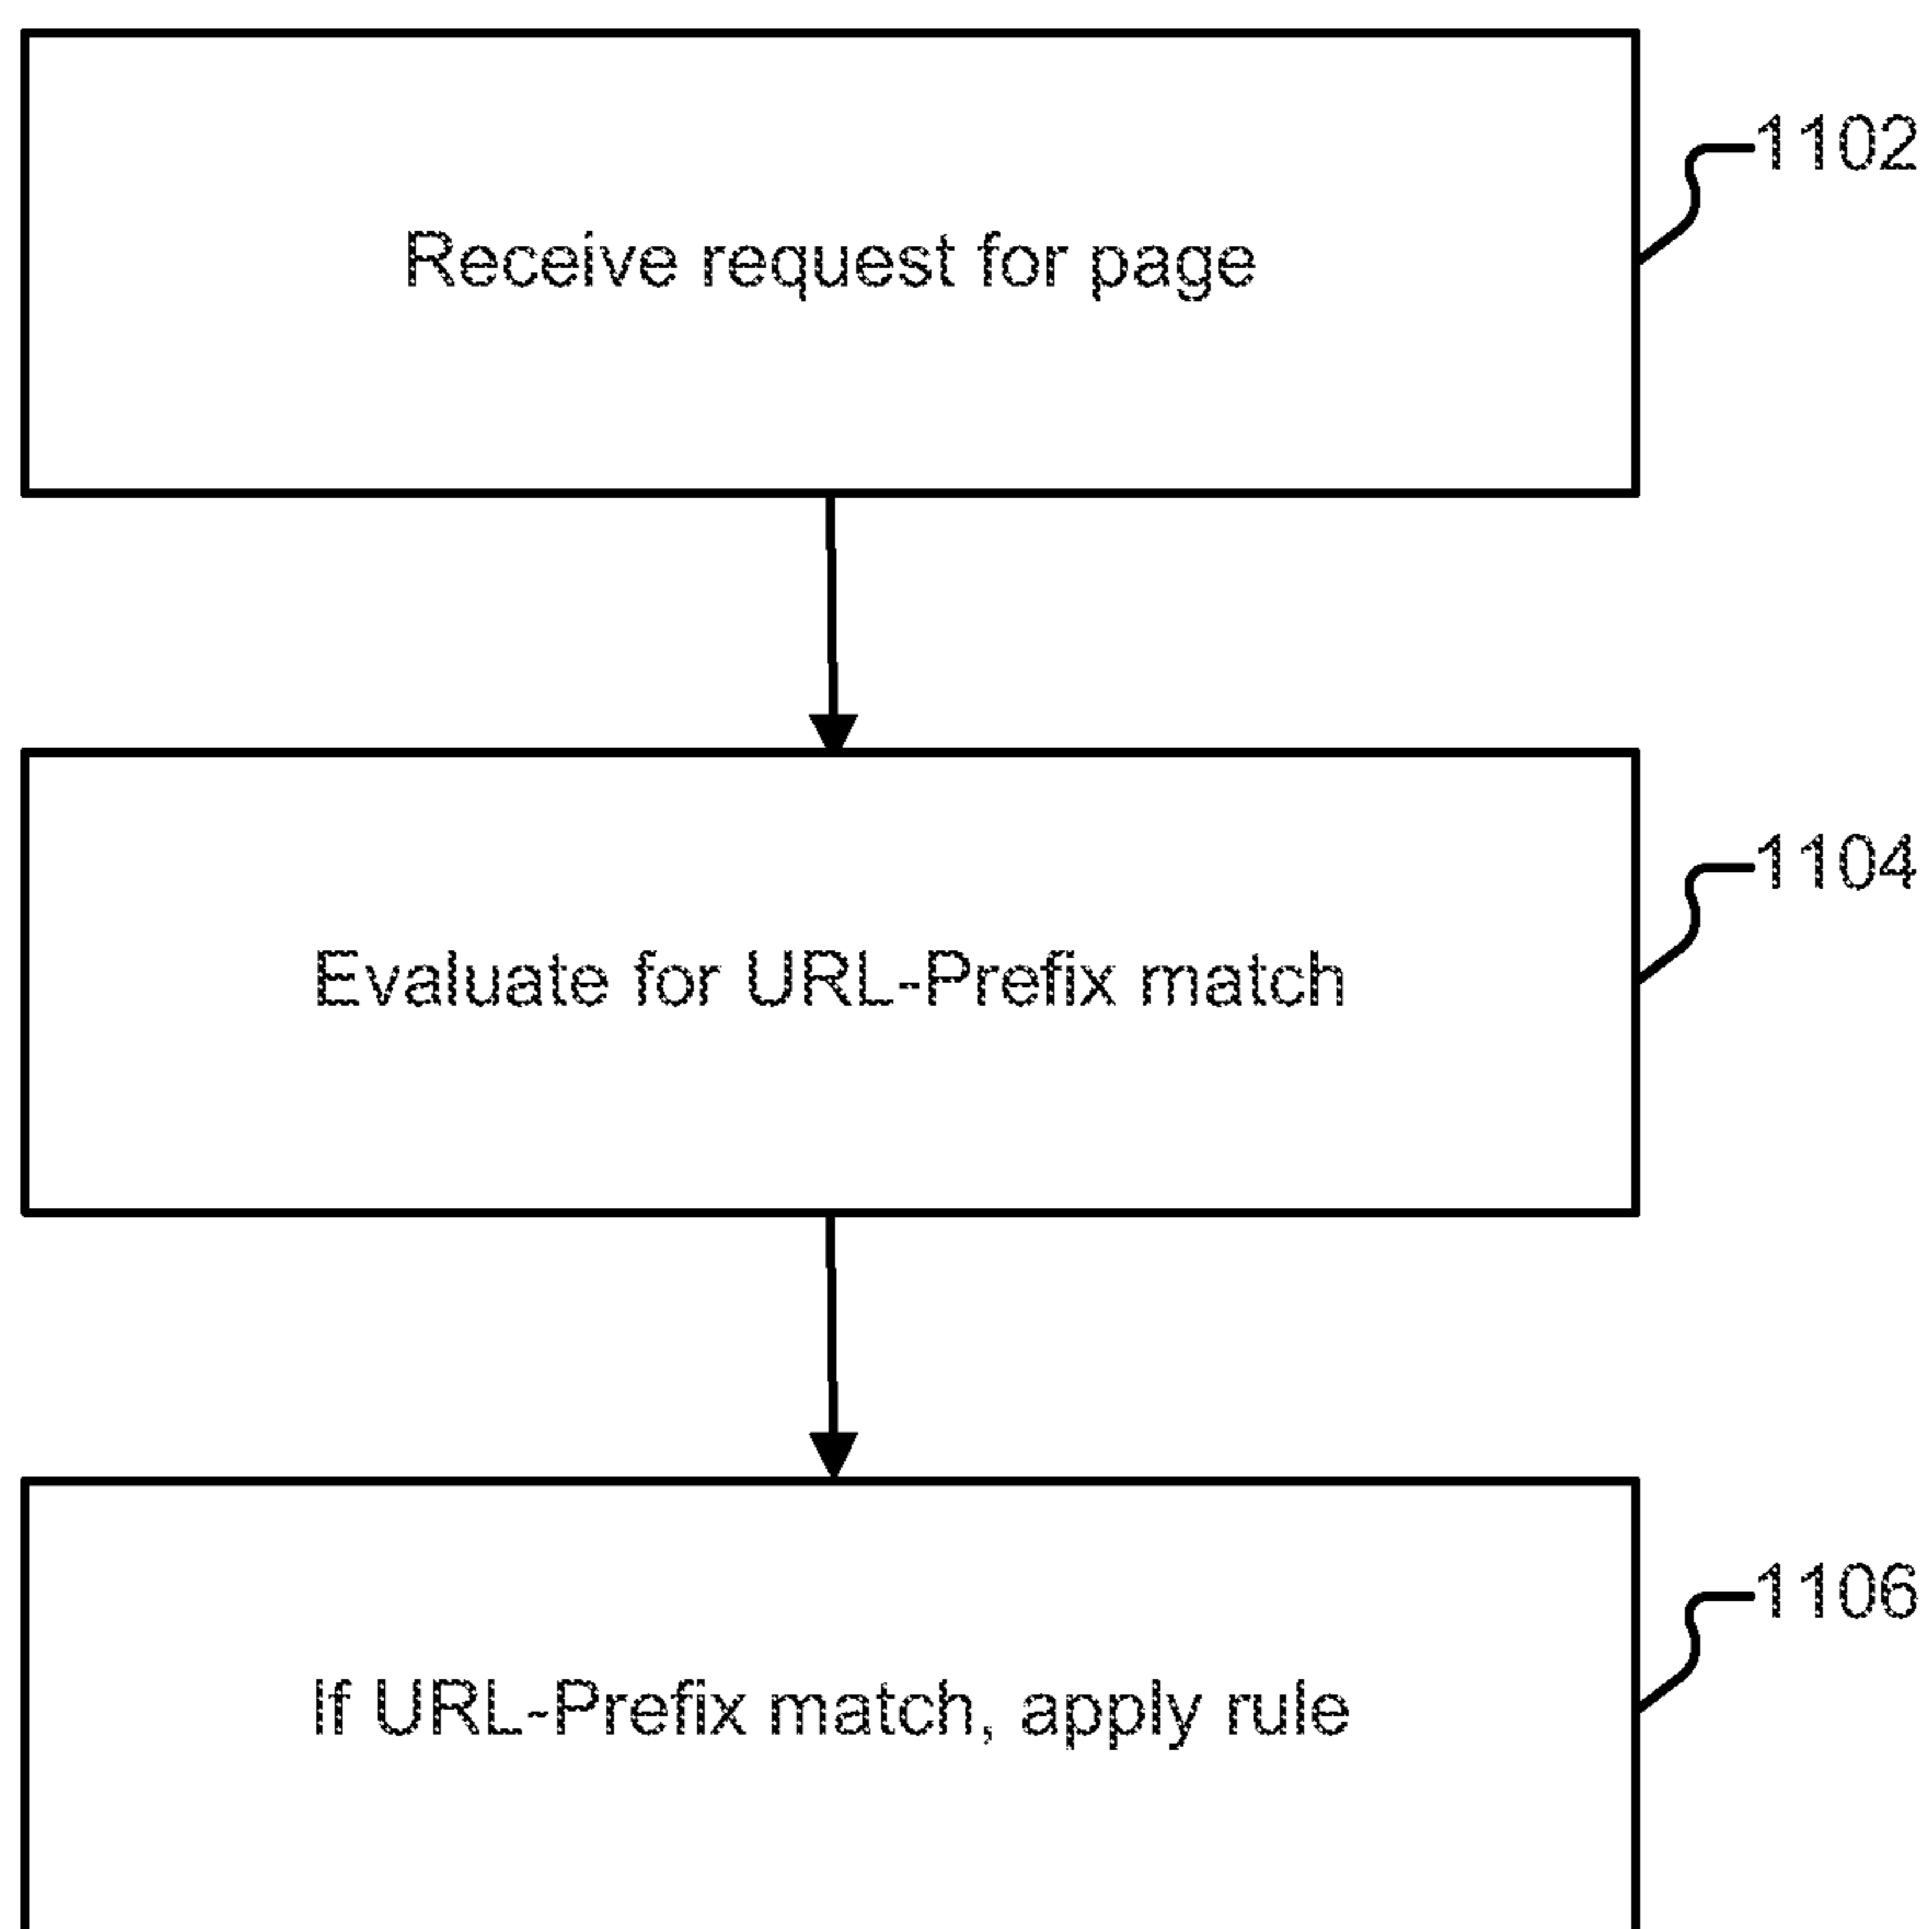 1102
Receive request for page
1104
Evaluate for URL-Prefix match
1106
If URL-Prefix match, apply rule